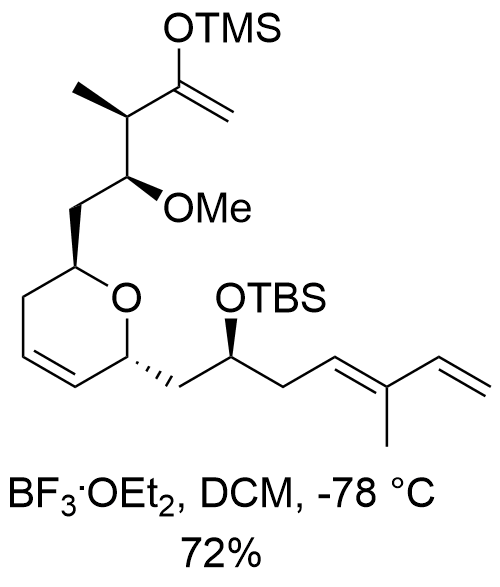 OTMS
OMe
O
OTBS
BF₃·OEt₂, DCM, -78 °C
72%